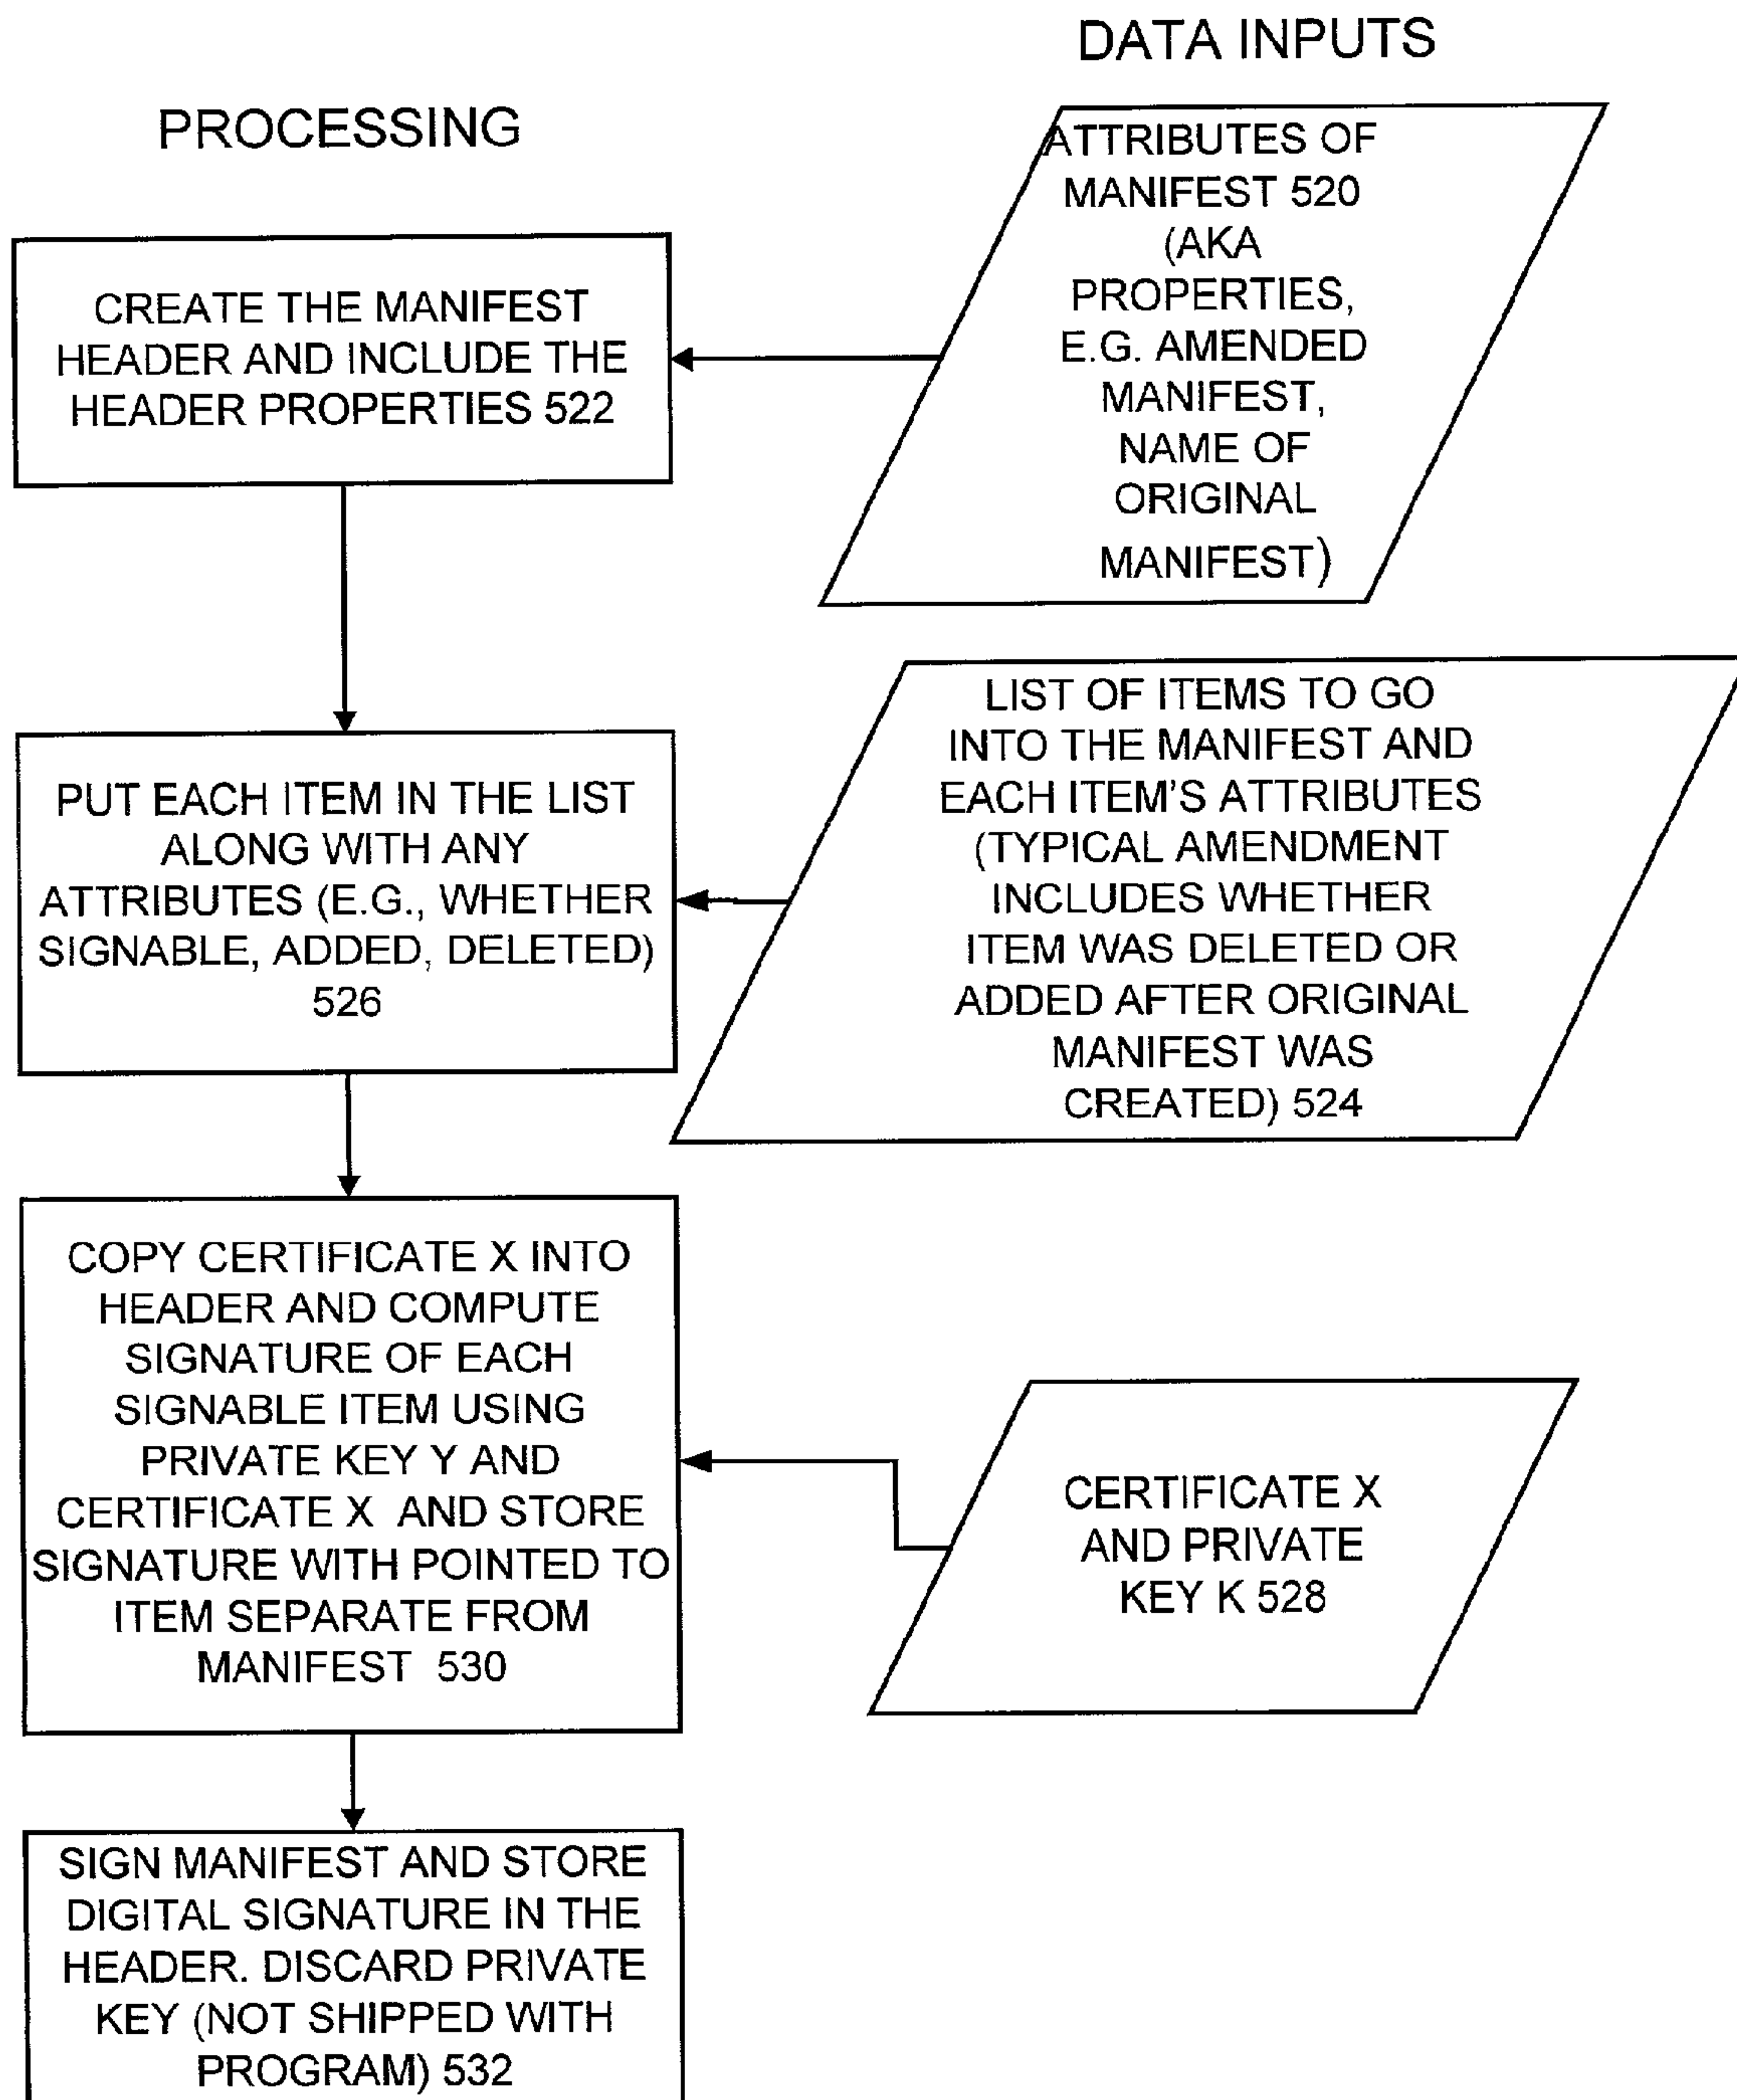 DATA INPUTS
PROCESSING
ATTRIBUTES OF
MANIFEST 520
(AKA
PROPERTIES,
E.G. AMENDED
MANIFEST,
NAME OF
ORIGINAL
MANIFEST)
CREATE THE MANIFEST
HEADER AND INCLUDE THE
HEADER PROPERTIES 522
LIST OF ITEMS TO GO
INTO THE MANIFEST AND
EACH ITEM'S ATTRIBUTES
(TYPICAL AMENDMENT
INCLUDES WHETHER
ITEM WAS DELETED OR
ADDED AFTER ORIGINAL
MANIFEST WAS
CREATED) 524
PUT EACH ITEM IN THE LIST
ALONG WITH ANY
ATTRIBUTES (E.G., WHETHER
SIGNABLE, ADDED, DELETED)
526
COPY CERTIFICATE X INTO
HEADER AND COMPUTE
SIGNATURE OF EACH
SIGNABLE ITEM USING
PRIVATE KEY Y AND
CERTIFICATE X AND STORE
SIGNATURE WITH POINTED TO
ITEM SEPARATE FROM
MANIFEST 530
CERTIFICATE X
AND PRIVATE
KEY K 528
SIGN MANIFEST AND STORE
DIGITAL SIGNATURE IN THE
HEADER. DISCARD PRIVATE
KEY (NOT SHIPPED WITH
PROGRAM) 532